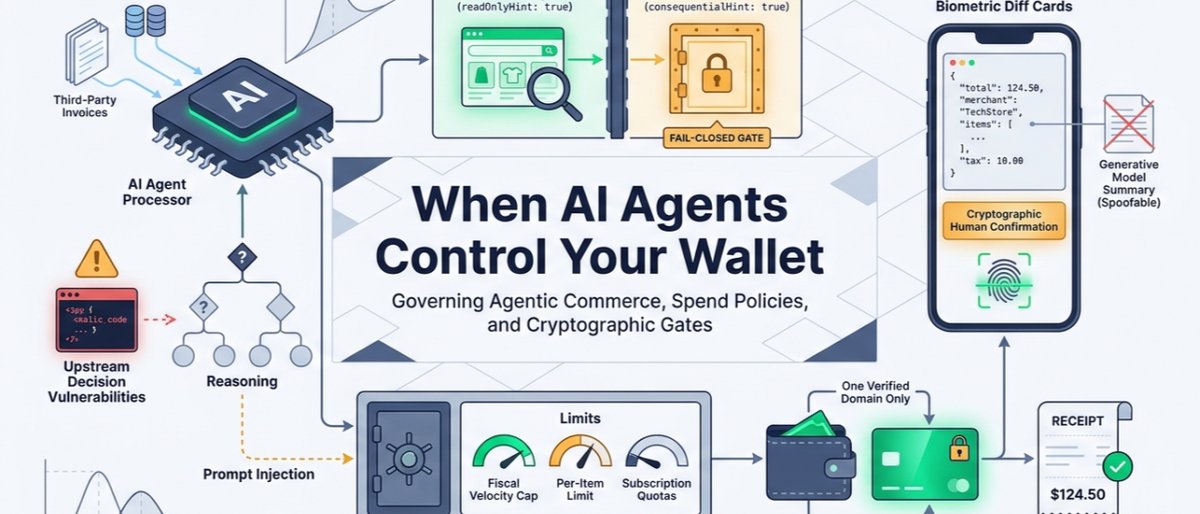 (readOnlyHint: true)
(consequentialHint: true)
Biometric Diff Cards
Third-Party
Invoices
AI
AI Agent
Processor
FAIL-CLOSED GATE
{
"total": 124.50,
"merchant":
"TechStore",
"items": [
...
],
"tax": 10.00
}
Generative
Model
Summary
(Spoofable)
Cryptographic
Human Confirmation
When AI Agents
Control Your Wallet
Governing Agentic Commerce, Spend Policies,
and Cryptographic Gates
!
?
?
... }
Upstream
Decision
Vulnerabilities
Reasoning
Prompt Injection
Limits
Fiscal
Velocity Cap
Per-Item
Limit
Subscription
Quotas
One Verified
Domain Only
RECEIPT
$124.50